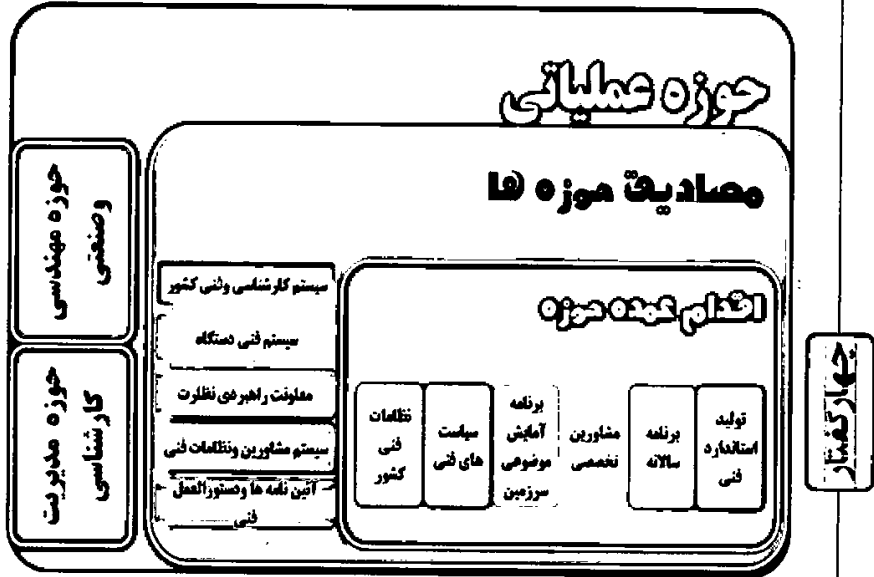 حوزه عملیاتی
مصادیق حوزه ها
اقدام عمده حوزه
تولید
استاندارد
فنی
برنامه
سالانه
مشاورین
تخصصی
برنامه
آمایش
موضوعی
سرزمین
سیاست
های فنی
نظامات
فنی
کشور
سیستم کارشناسی وفنی کشور
سیستم فنی دستگاه
معاونت راهبردی نظارت
سیستم مشاورین ونظامات فنی
آئین نامه ها ودستورالعمل
فنی
حوزه مهندسی
وصنعتی
حوزه مدیریت
کارشناسی
چهارگفتار